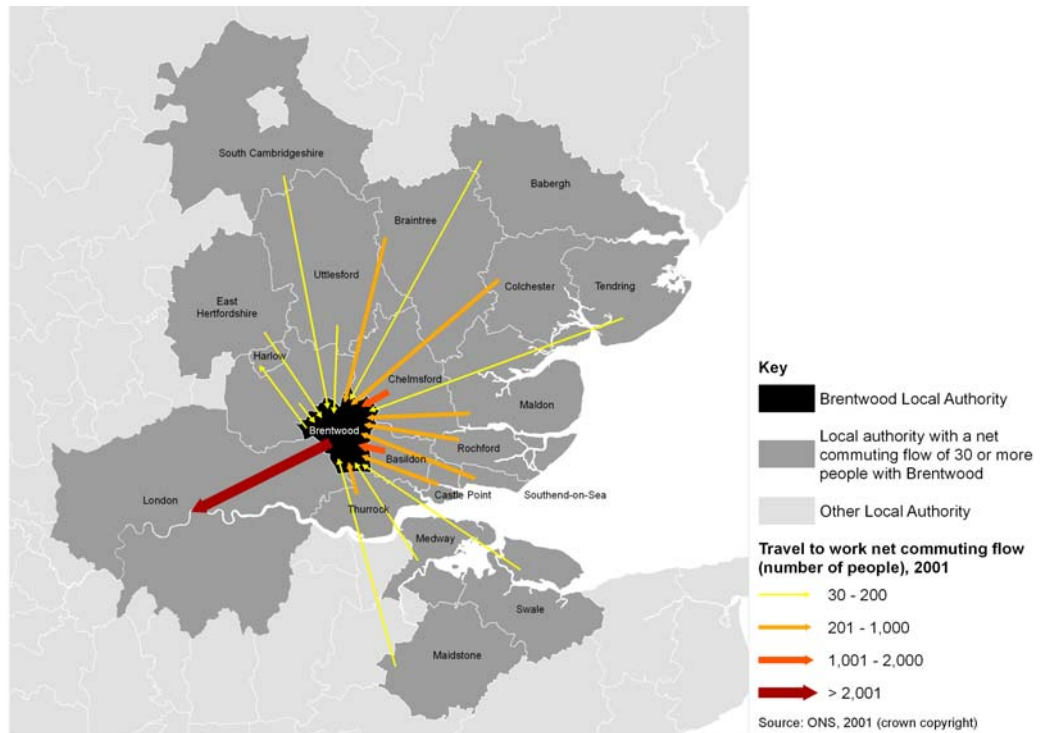 South Cambridgeshire
Babergh
Braintree
Uttlesford
Colchester
Tendring
East
Hertfordshire
Harlow
Chelmsford
Maldon
Brentwood
Rochford
Basildon
London
Castle Point
Southend-on-Sea
Thurrock
Medway
Swale
Maidstone
Key
Brentwood Local Authority
Local authority with a net
commuting flow of 30 or more
people with Brentwood
Other Local Authority
Travel to work net commuting flow
(number of people), 2001
30 - 200
201 - 1,000
1,001 - 2,000
> 2,001
Source: ONS, 2001 (crown copyright)